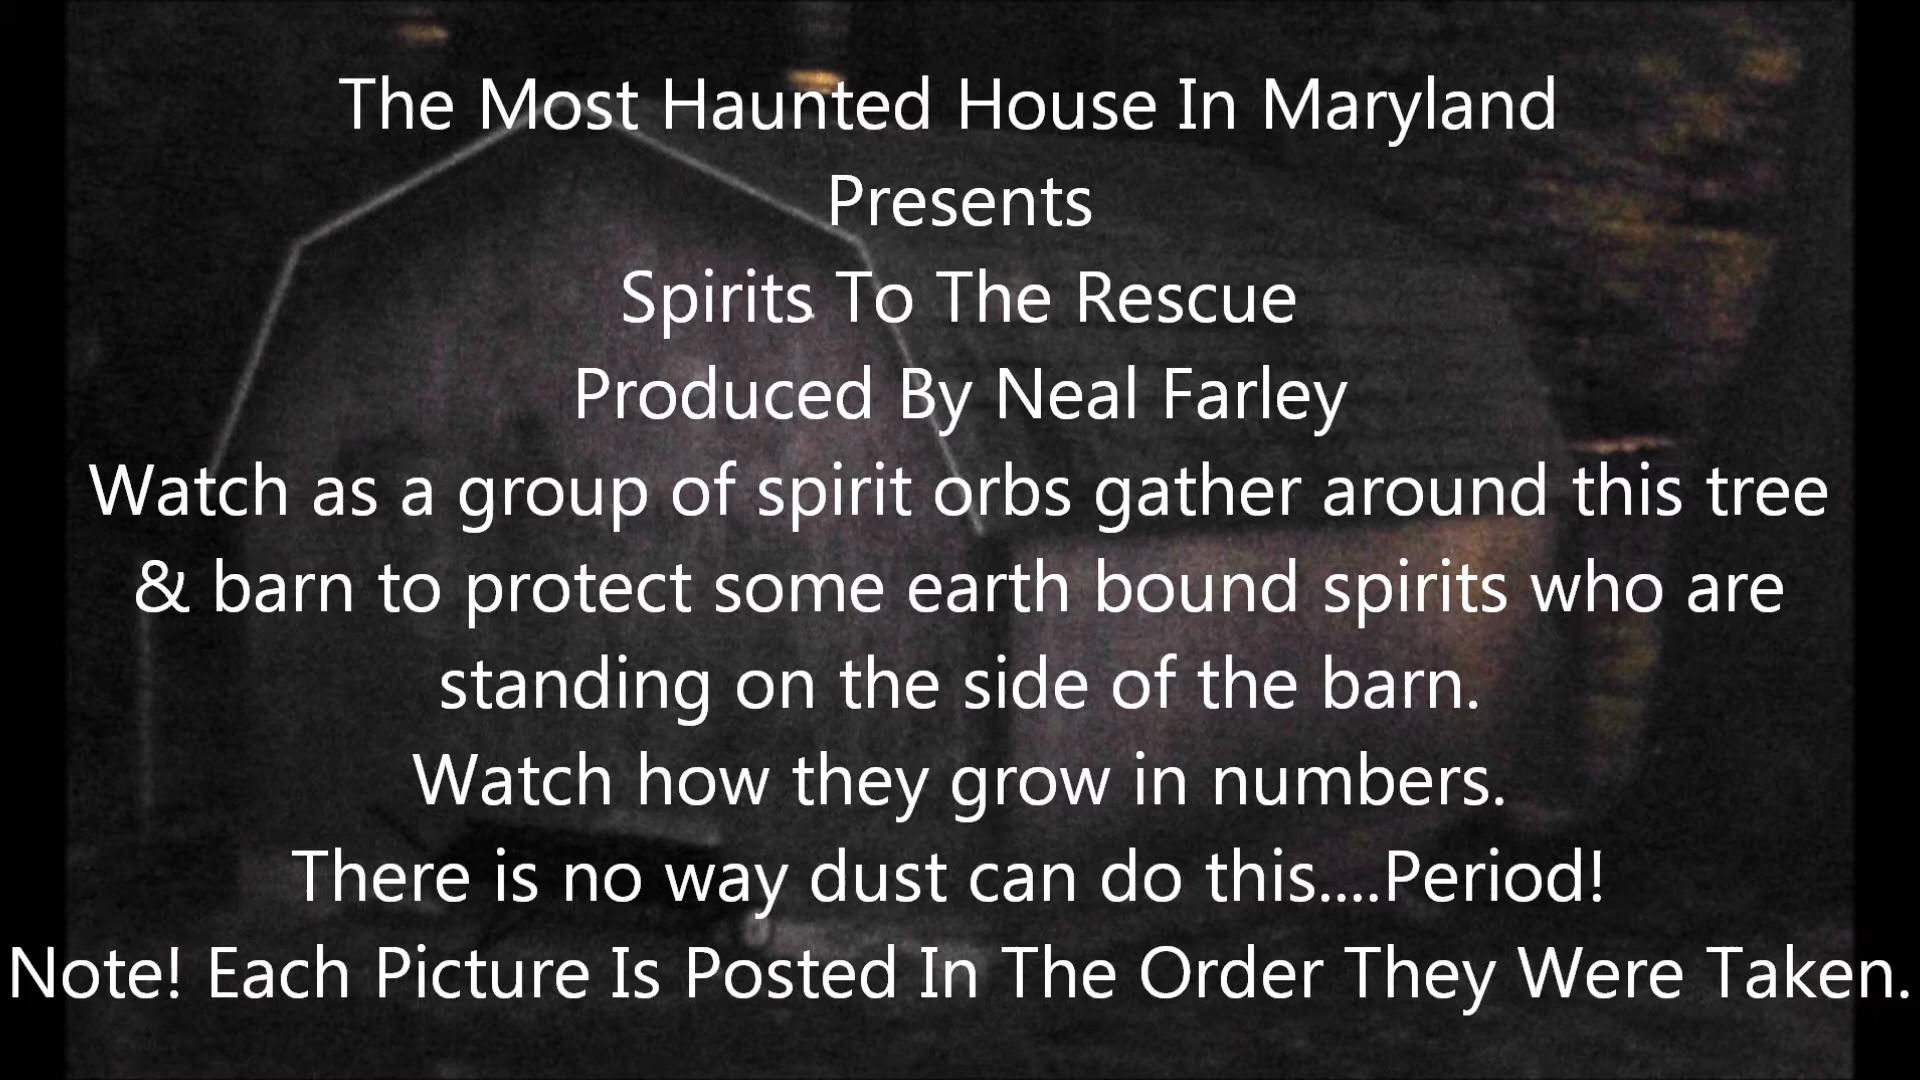 The Most Haunted House In Maryland
Presents
Spirits To The Rescue
Produced By Neal Farley
Watch as a group of spirit orbs gather around this tree
& barn to protect some earth bound spirits who are
standing on the side of the barn.
Watch how they grow in numbers.
There is no way dust can do this....Period!
Note! Each Picture Is Posted In The Order They Were Taken.